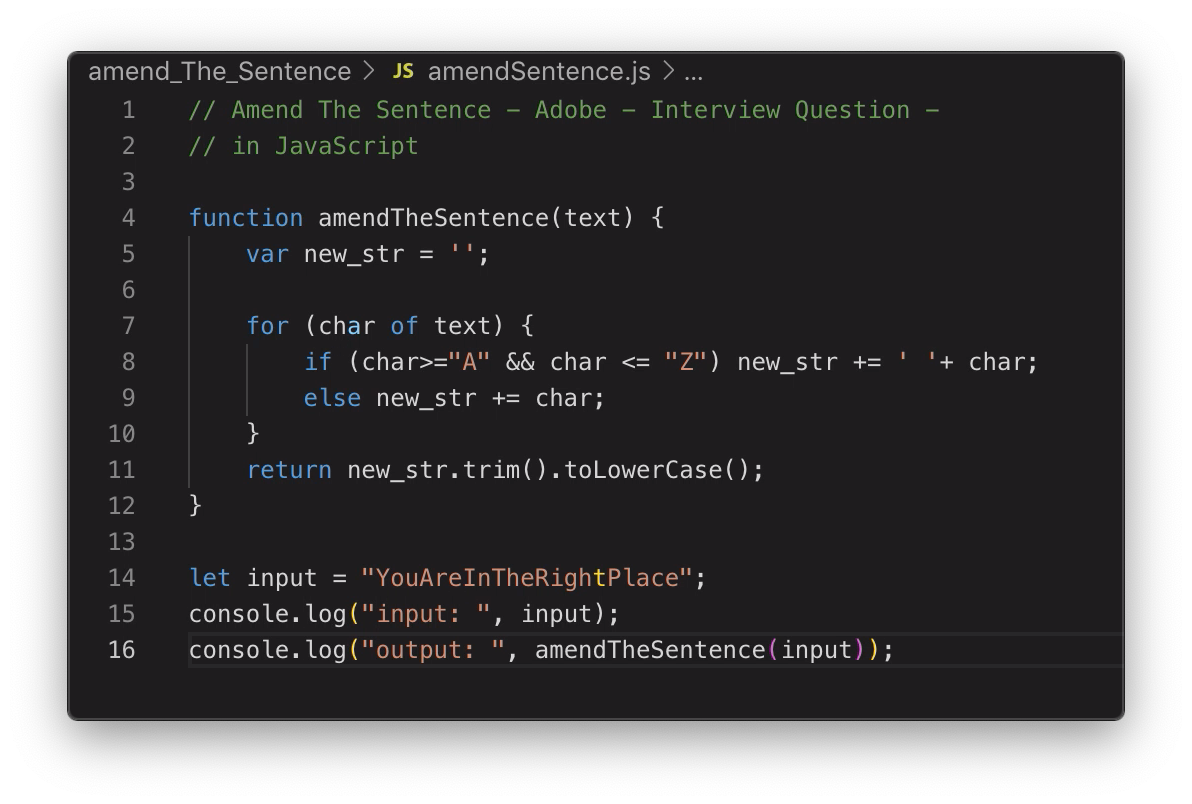 amend_The_Sentence > JS amendSentence.js > ...
1 // Amend The Sentence – Adobe – Interview Question –
2 // in JavaScript
3
4 function amendTheSentence(text) {
5     var new_str = '';
6
7     for (char of text) {
8         if (char>="A" && char <= "Z") new_str += ' '+ char;
9         else new_str += char;
10     }
11     return new_str.trim().toLowerCase();
12 }
13
14 let input = "YouAreInTheRightPlace";
15 console.log("input: ", input);
16 console.log("output: ", amendTheSentence(input));